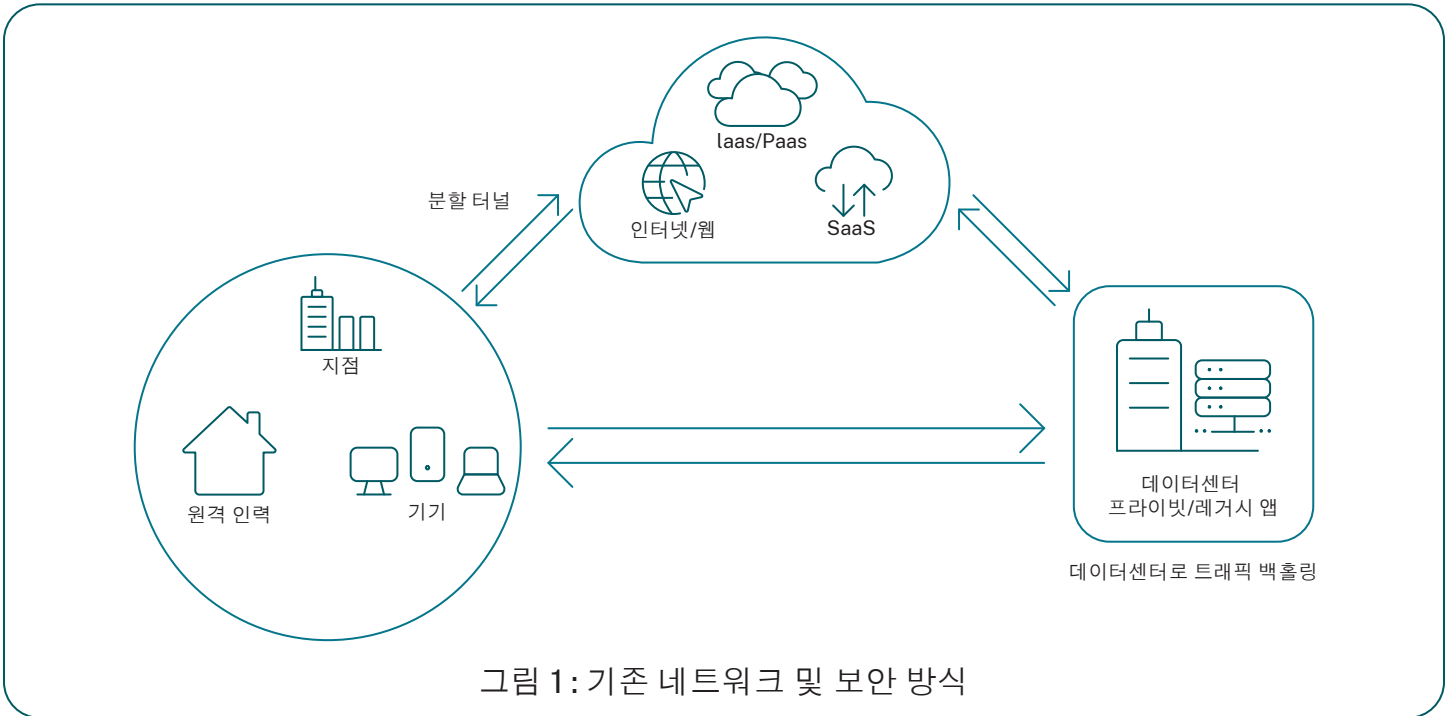 laas/Paas
분할 터널
인터넷/웹
SaaS
지점
원격 인력
기기
데이터센터
프라이빗/레거시 앱
데이터센터로 트래픽 백홀링
그림 1: 기존 네트워크 및 보안 방식